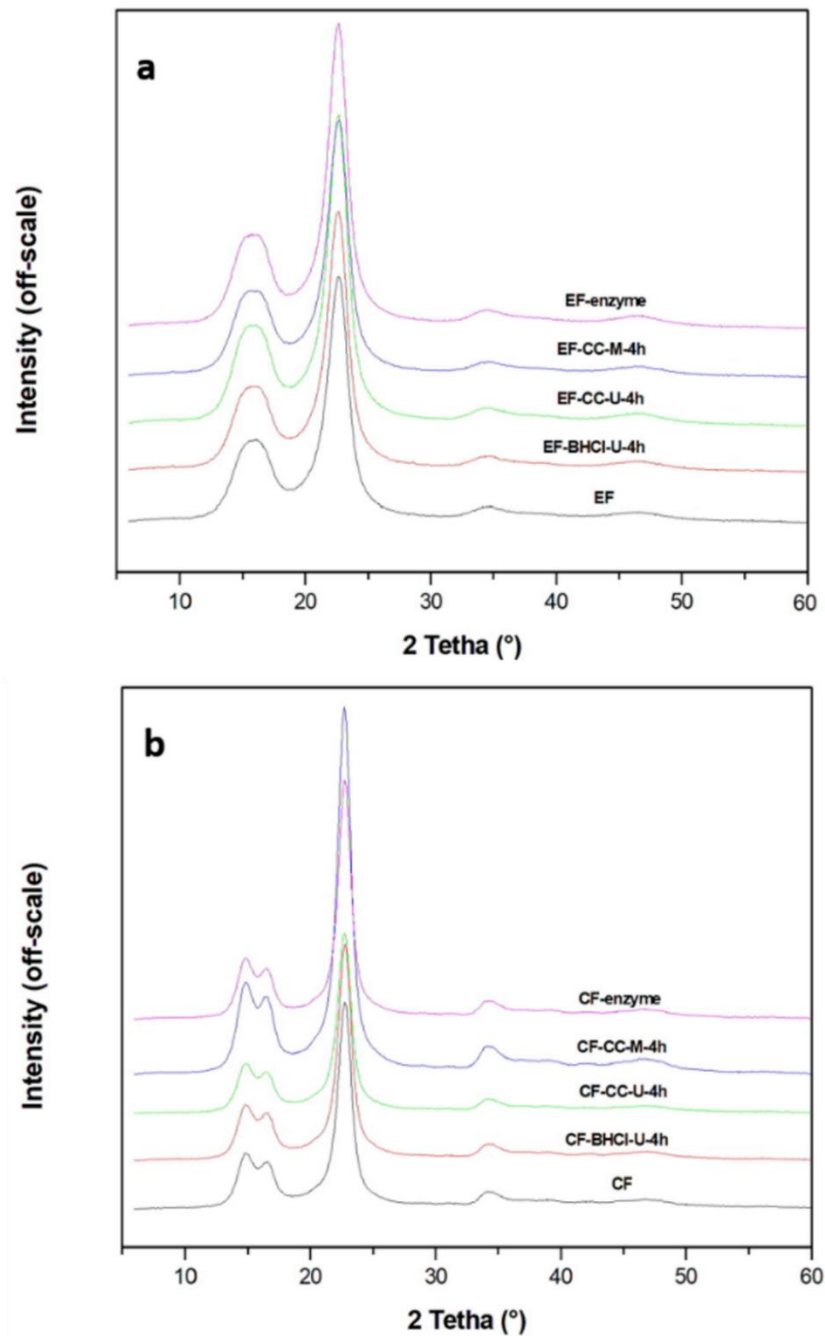 a
Intensity (off-scale)
EF-enzyme
EF-CC-M-4h
EF-CC-U-4h
EF-BHCl-U-4h
EF
10 20 30 40 50 60
2 Tetha (°)
b
Intensity (off-scale)
CF-enzyme
CF-CC-M-4h
CF-CC-U-4h
CF-BHCl-U-4h
CF
10 20 30 40 50 60
2 Tetha (°)